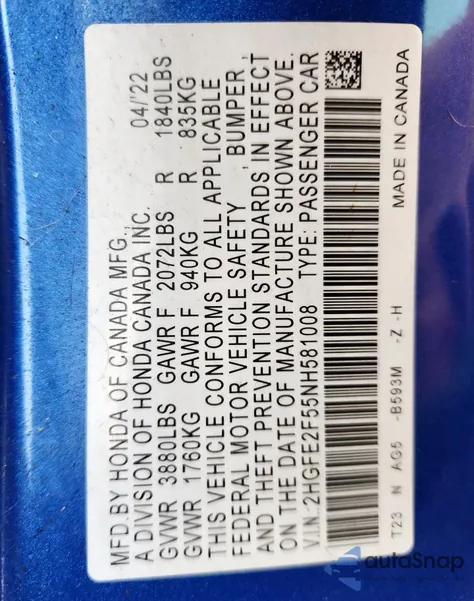 MFD.BY HONDA OF CANADA MFG., 04/'22
A DIVISION OF HONDA CANADA INC.
GVWR 3880LBS GAWR F 2072LBS R 1840LBS
GVWR 1760KG GAWR F 940KG R 835KG
THIS VEHICLE CONFORMS TO ALL APPLICABLE
FEDERAL MOTOR VEHICLE SAFETY , BUMPER ,
AND THEFT PREVENTION STANDARDS IN EFFECT
ON THE DATE OF MANUFACTURE SHOWN ABOVE.
V.I.N.:2HGFE2F55NH581008 TYPE: PASSENGER CAR
T23 N AG5 -B593M -Z -H MADE IN CANADA
autoSnap